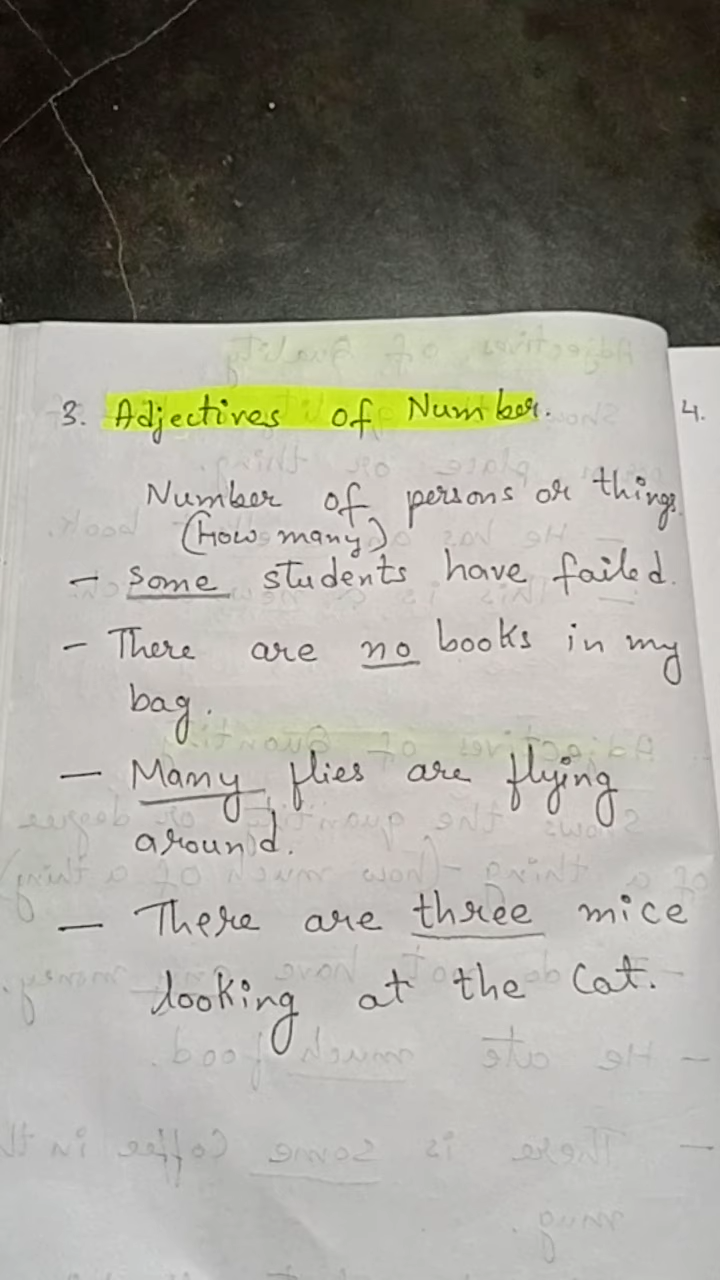 3. Adjectives of Number.
4.
Number of persons or things.
(how many)
- Some students have failed.
- There are no books in my
bag.
- Many flies are flying
around.
- There are three mice
looking at the Cat.